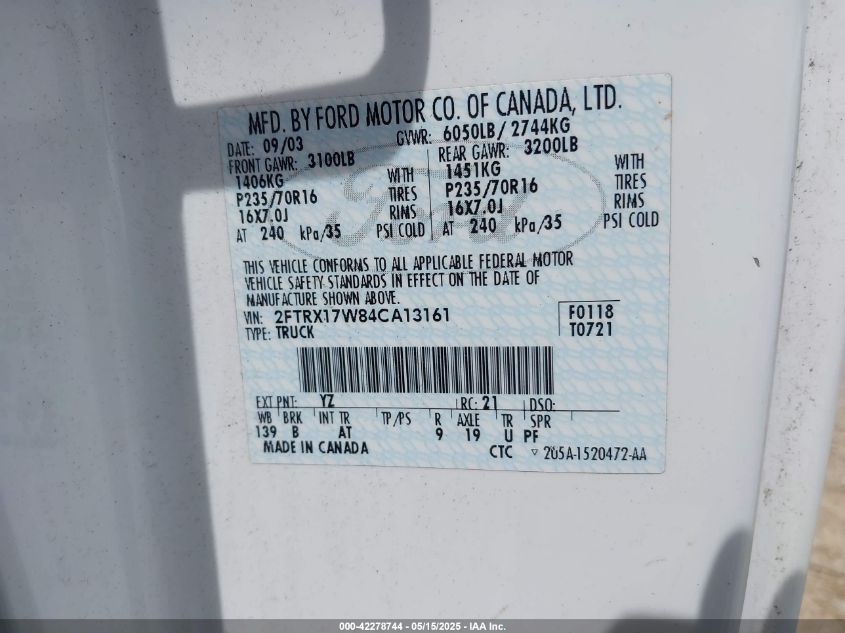 MFD. BY FORD MOTOR CO. OF CANADA, LTD.
DATE: 09/03 GVWR: 6050LB/ 2744KG
FRONT GAWR: 3100LB REAR GAWR: 3200LB
1406KG WITH 1451KG WITH
P235/70R16 TIRES P235/70R16 TIRES
16X7.0J RIMS 16X7.0J RIMS
AT 240 kPa/35 PSI COLD AT 240 kPa/35 PSI COLD
Ford
THIS VEHICLE CONFORMS TO ALL APPLICABLE FEDERAL MOTOR
VEHICLE SAFETY STANDARDS IN EFFECT ON THE DATE OF
MANUFACTURE SHOWN ABOVE.
VIN: 2FTRX17W84CA13161 F0118
TYPE: TRUCK T0721
EXT PNT: YZ RC: 21 DSO:
WB BRK INT TR TP/PS R AXLE TR SPR
139 B AT 9 19 U PF
MADE IN CANADA CTC ▽ 205A-1520472-AA
000-42278744 - 05/15/2025 - IAA Inc.